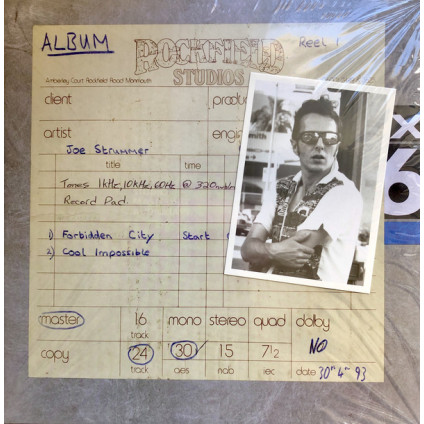 ALBUM
ROCKFIELD
STUDIOS
Reel 1
Amberley Court Rockfield Road Monmouth
client
artist
Joe Strummer
title time
Tones 1kHz, 10kHz, 60Hz @ 320
Record Pad.
1) Forbidden City Start
2) Cool Impossible
master 16 track mono stereo quad dolby
copy 24 track 30 aes 15 nab 7½ iec NO
date 30 4 93
x
6